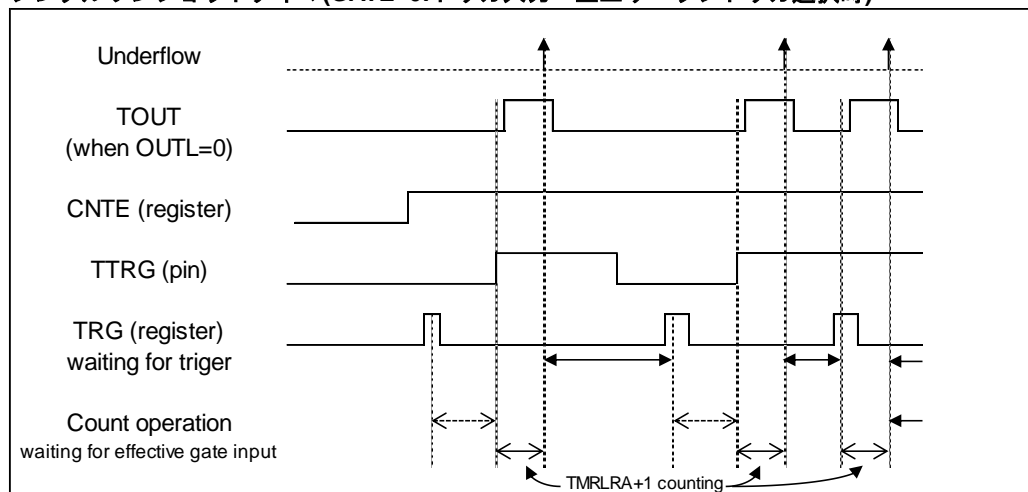 Underflow
TOUT
(when OUTL=0)
CNTE (register)
TTRG (pin)
TRG (register)
waiting for triger
Count operation
waiting for effective gate input
TMRLRA+1 counting